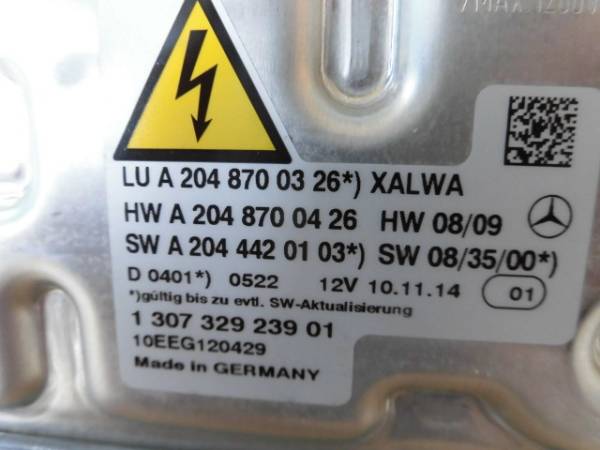 LU A 204 870 03 26*) XALWA
HW A 204 870 04 26 HW 08/09
SW A 204 442 01 03*) SW 08/35/00*)
D 0401*) 0522 12V 10.11.14 01
*)gültig bis zu evtl. SW-Aktualisierung
1 307 329 239 01
10EEG120429
Made in GERMANY